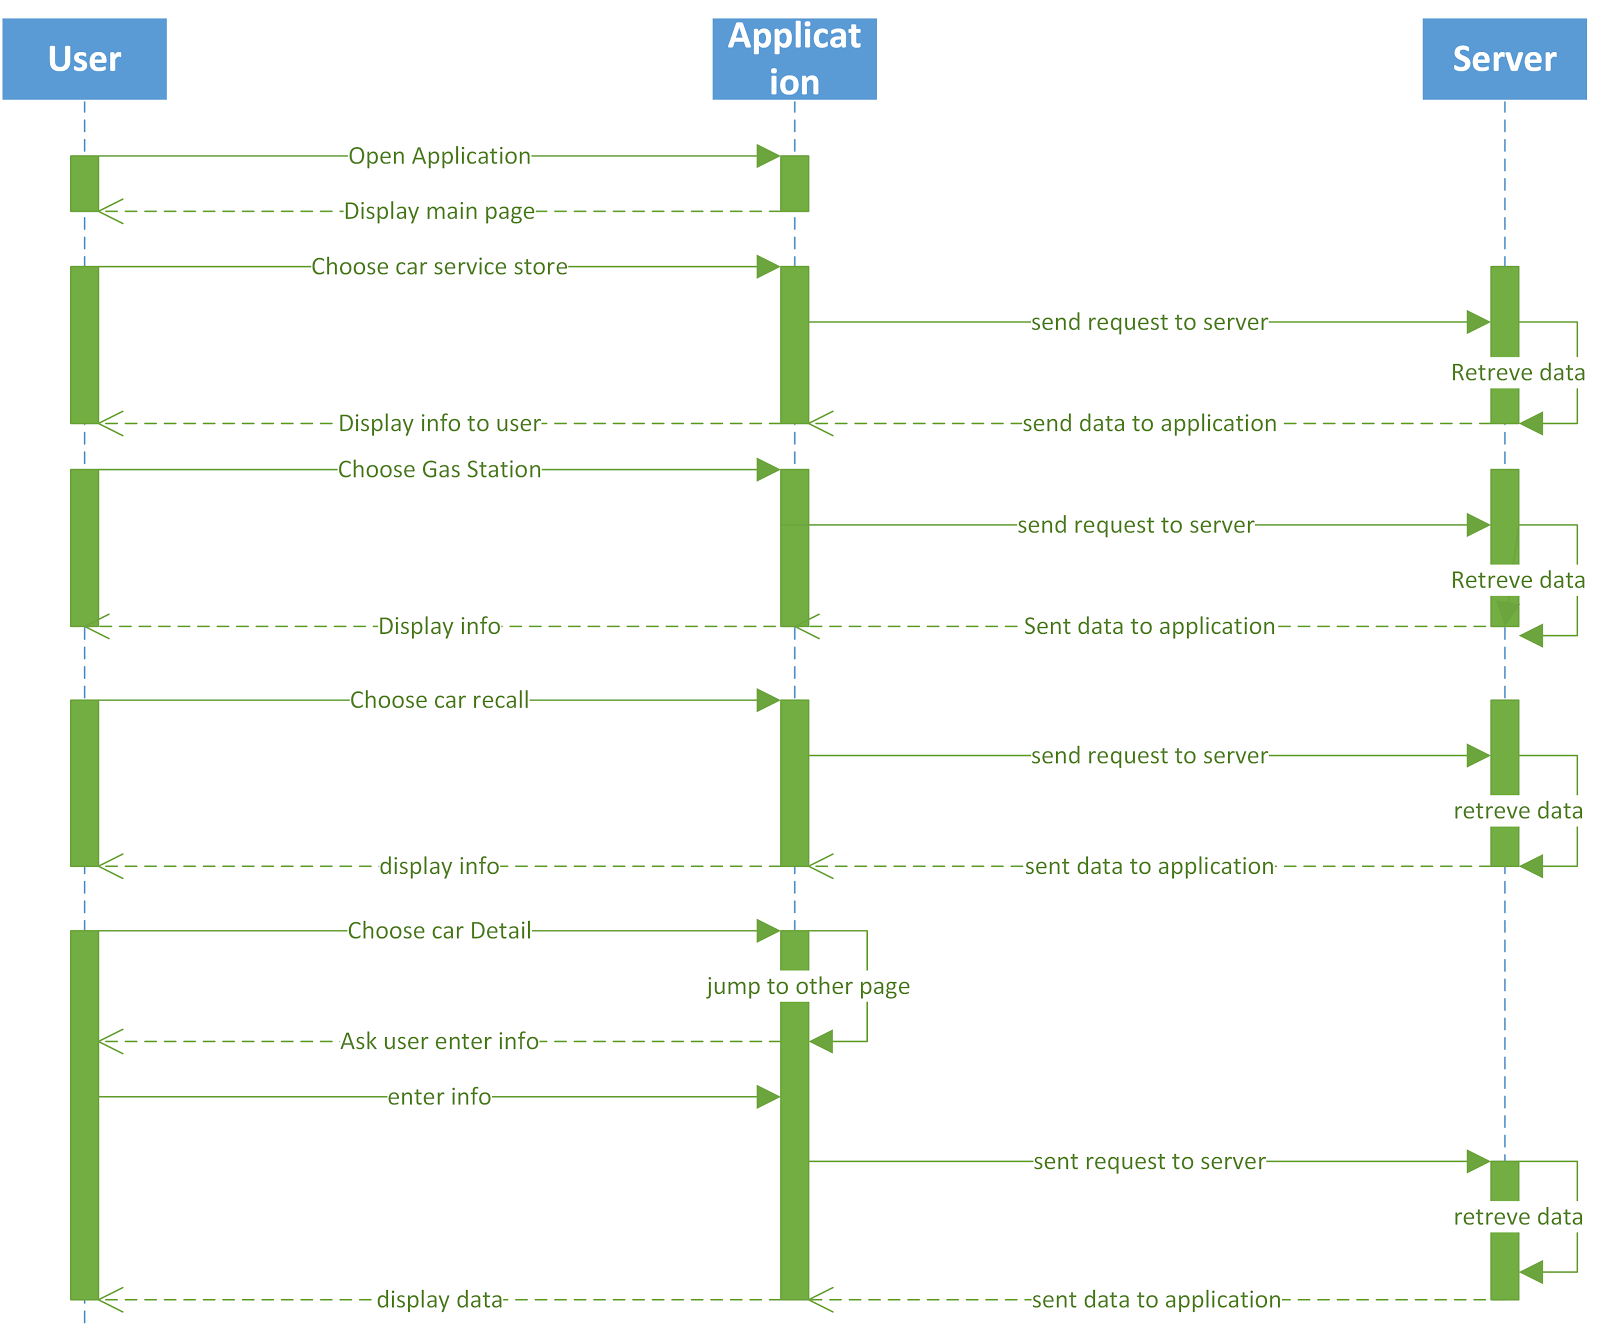 User
Applicat
ion
Server
Open Application
Display main page
Choose car service store
send request to server
Retreve data
Display info to user
send data to application
Choose Gas Station
send request to server
Retreve data
Display info
Sent data to application
Choose car recall
send request to server
retreve data
display info
sent data to application
Choose car Detail
jump to other page
Ask user enter info
enter info
sent request to server
retreve data
display data
sent data to application